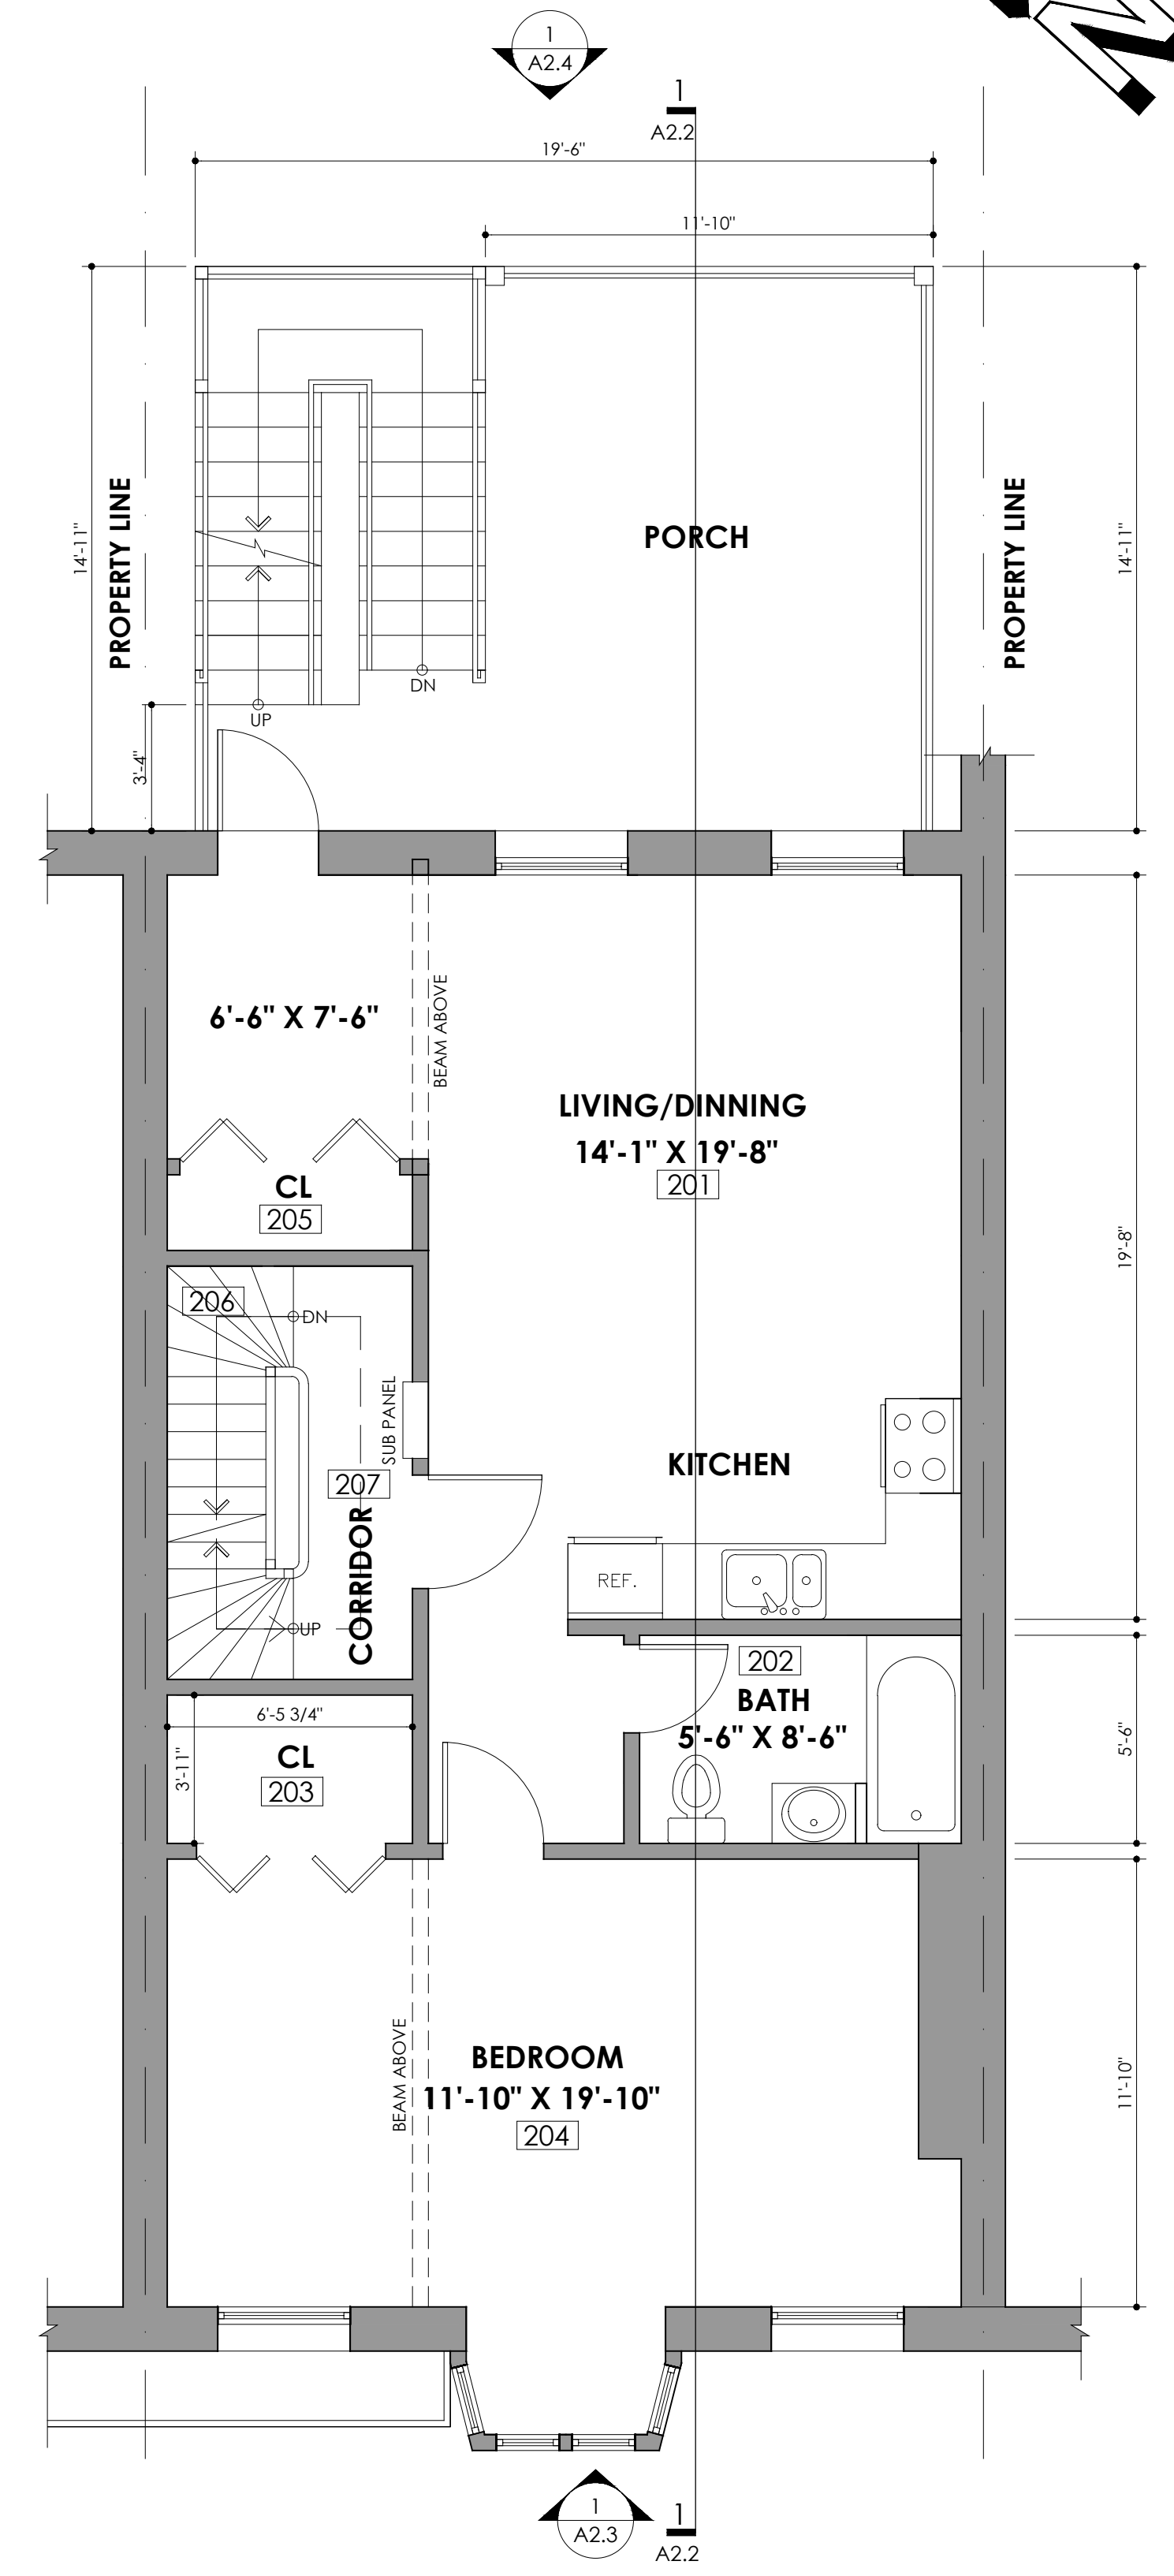 1
A2.4
1
A2.2
19'-6"
11'-10"
N
14'-11"
PROPERTY LINE
PORCH
PROPERTY LINE
14'-11"
DN
UP
3'-4"
6'-6" X 7'-6"
BEAM ABOVE
LIVING/DINNING
14'-1" X 19'-8"
201
CL
205
19'-8"
206
DN
SUB PANEL
207
CORRIDOR
UP
KITCHEN
REF.
202
BATH
5'-6" X 8'-6"
5'-6"
6'-5 3/4"
3'-11"
CL
203
BEAM ABOVE
BEDROOM
11'-10" X 19'-10"
204
11'-10"
1
A2.3
1
A2.2